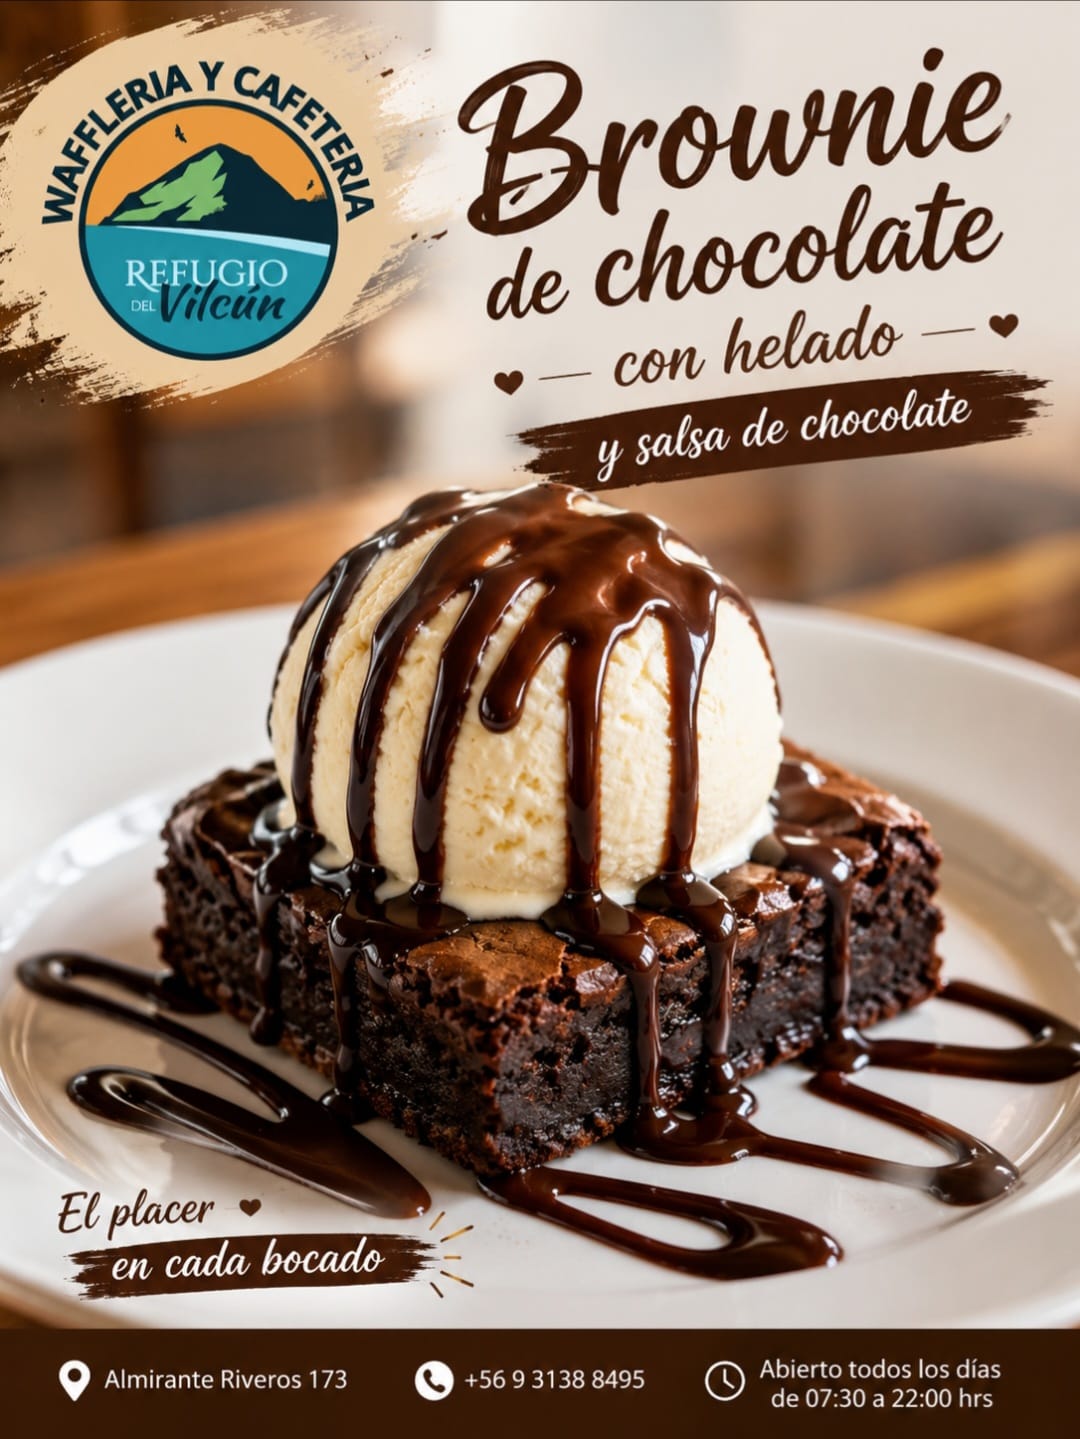 WAFFLERIA Y CAFETERIA
REFUGIO
DEL Vilcún
Brownie
de chocolate
con helado
y salsa de chocolate
El placer
en cada bocado
Almirante Riveros 173
+56 9 3138 8495
Abierto todos los días
de 07:30 a 22:00 hrs